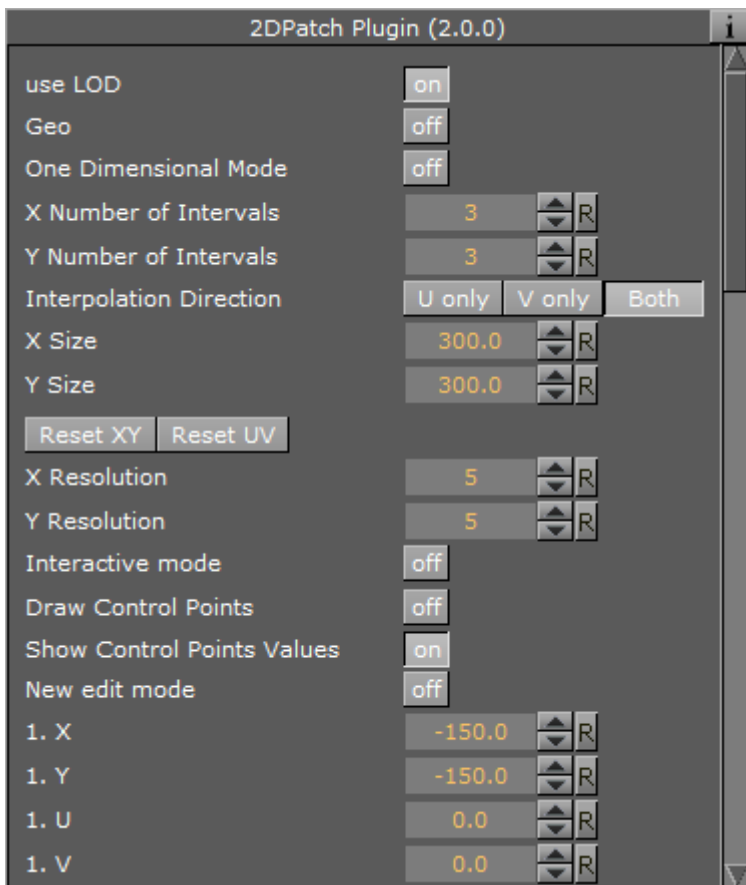 2DPatch Plugin (2.0.0) i
use LOD on
Geo off
One Dimensional Mode off
X Number of Intervals 3 R
Y Number of Intervals 3 R
Interpolation Direction U only V only Both
X Size 300.0 R
Y Size 300.0 R
Reset XY Reset UV
X Resolution 5 R
Y Resolution 5 R
Interactive mode off
Draw Control Points off
Show Control Points Values on
New edit mode off
1. X -150.0 R
1. Y -150.0 R
1. U 0.0 R
1. V 0.0 R